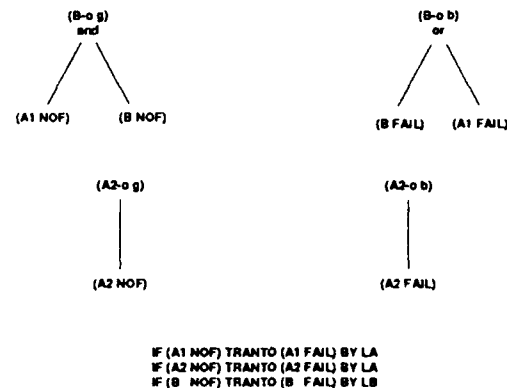 (B-o g)
and
(A1 NOF) (B NOF)
(B-o b)
or
(B FAIL) (A1 FAIL)
(A2-o g)
(A2 NOF)
(A2-o b)
(A2 FAIL)
IF (A1 NOF) TRANTO (A1 FAIL) BY LA
IF (A2 NOF) TRANTO (A2 FAIL) BY LA
IF (B NOF) TRANTO (B FAIL) BY LB